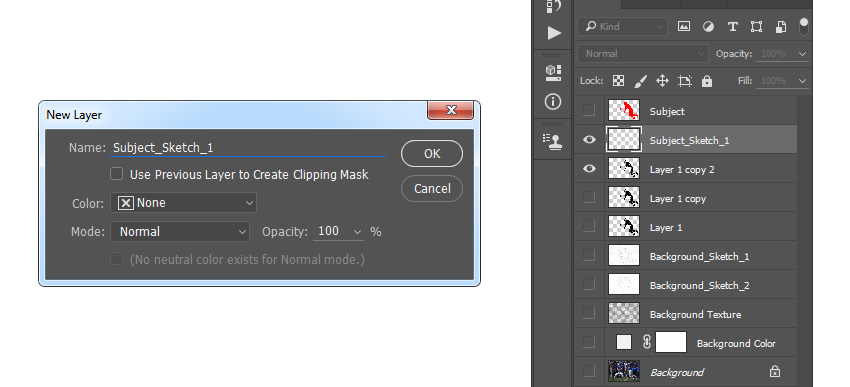 New Layer
Name: Subject_Sketch_1
OK
Use Previous Layer to Create Clipping Mask
Cancel
Color: None
Mode: Normal Opacity: 100 %
(No neutral color exists for Normal mode.)
Kind
Normal Opacity: 100%
Lock: Fill: 100%
Subject
Subject_Sketch_1
Layer 1 copy 2
Layer 1 copy
Layer 1
Background_Sketch_1
Background_Sketch_2
Background Texture
Background Color
Background